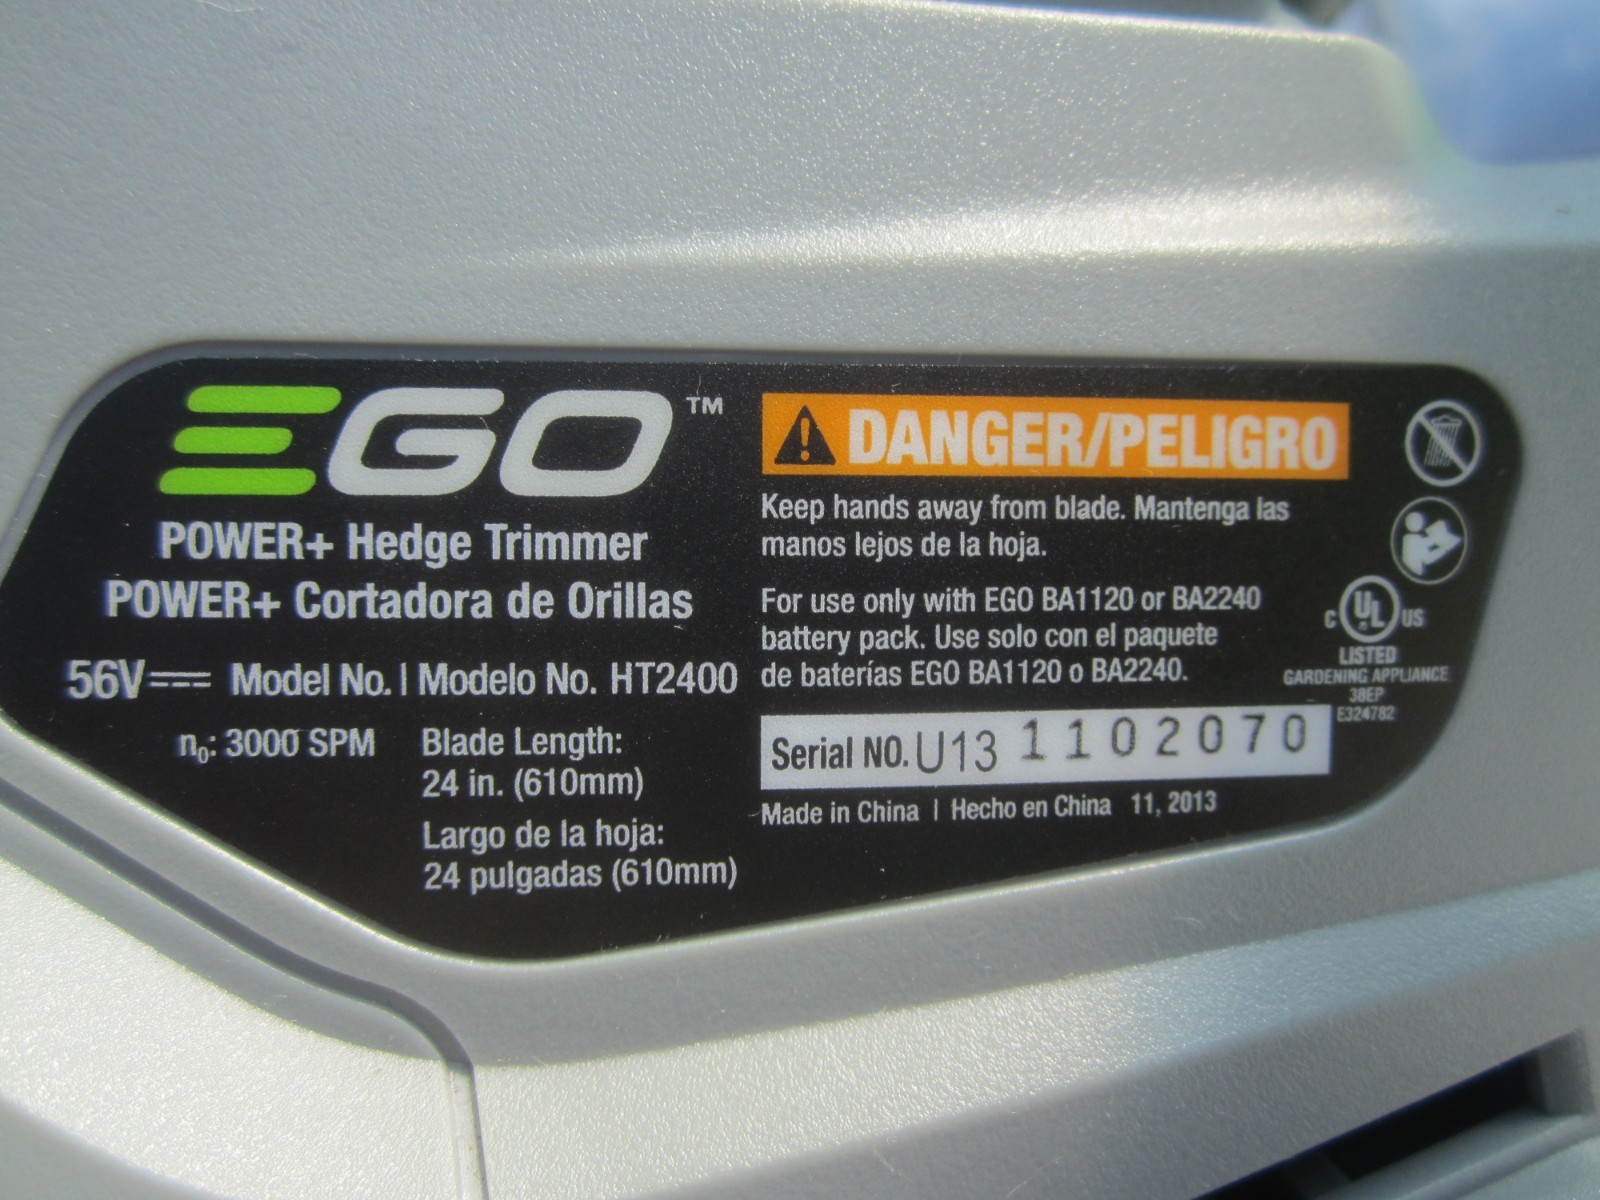 EGO™
POWER+ Hedge Trimmer
POWER+ Cortadora de Orillas
56V Model No. | Modelo No. HT2400
n0: 3000 SPM
Blade Length:
24 in. (610mm)
Largo de la hoja:
24 pulgadas (610mm)
DANGER/PELIGRO
Keep hands away from blade. Mantenga las
manos lejos de la hoja.
For use only with EGO BA1120 or BA2240
battery pack. Use solo con el paquete
de baterías EGO BA1120 o BA2240.
Serial NO. U13 1102070
Made in China | Hecho en China 11, 2013
C UL US
LISTED
GARDENING APPLIANCE
38EP
E324782